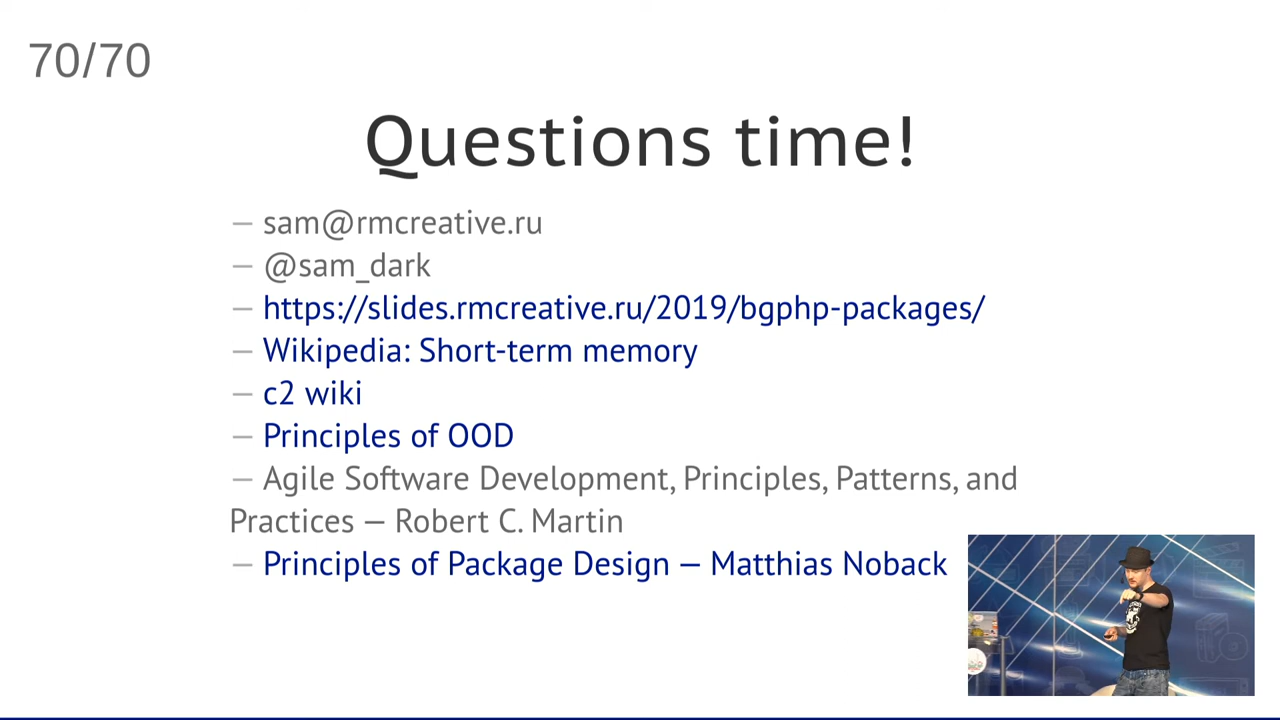 70/70
Questions time!
— sam@rmcreative.ru
— @sam_dark
— https://slides.rmcreative.ru/2019/bgphp-packages/
— Wikipedia: Short-term memory
— c2 wiki
— Principles of OOD
— Agile Software Development, Principles, Patterns, and
Practices — Robert C. Martin
— Principles of Package Design — Matthias Noback